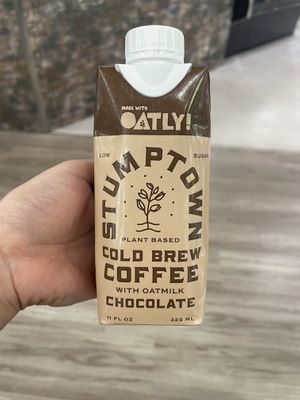 MADE WITH
OATLY!
LOW SUGAR
STUMPTOWN
PLANT BASED
COLD BREW
COFFEE
WITH OATMILK
CHOCOLATE
11 FL OZ 325 ML